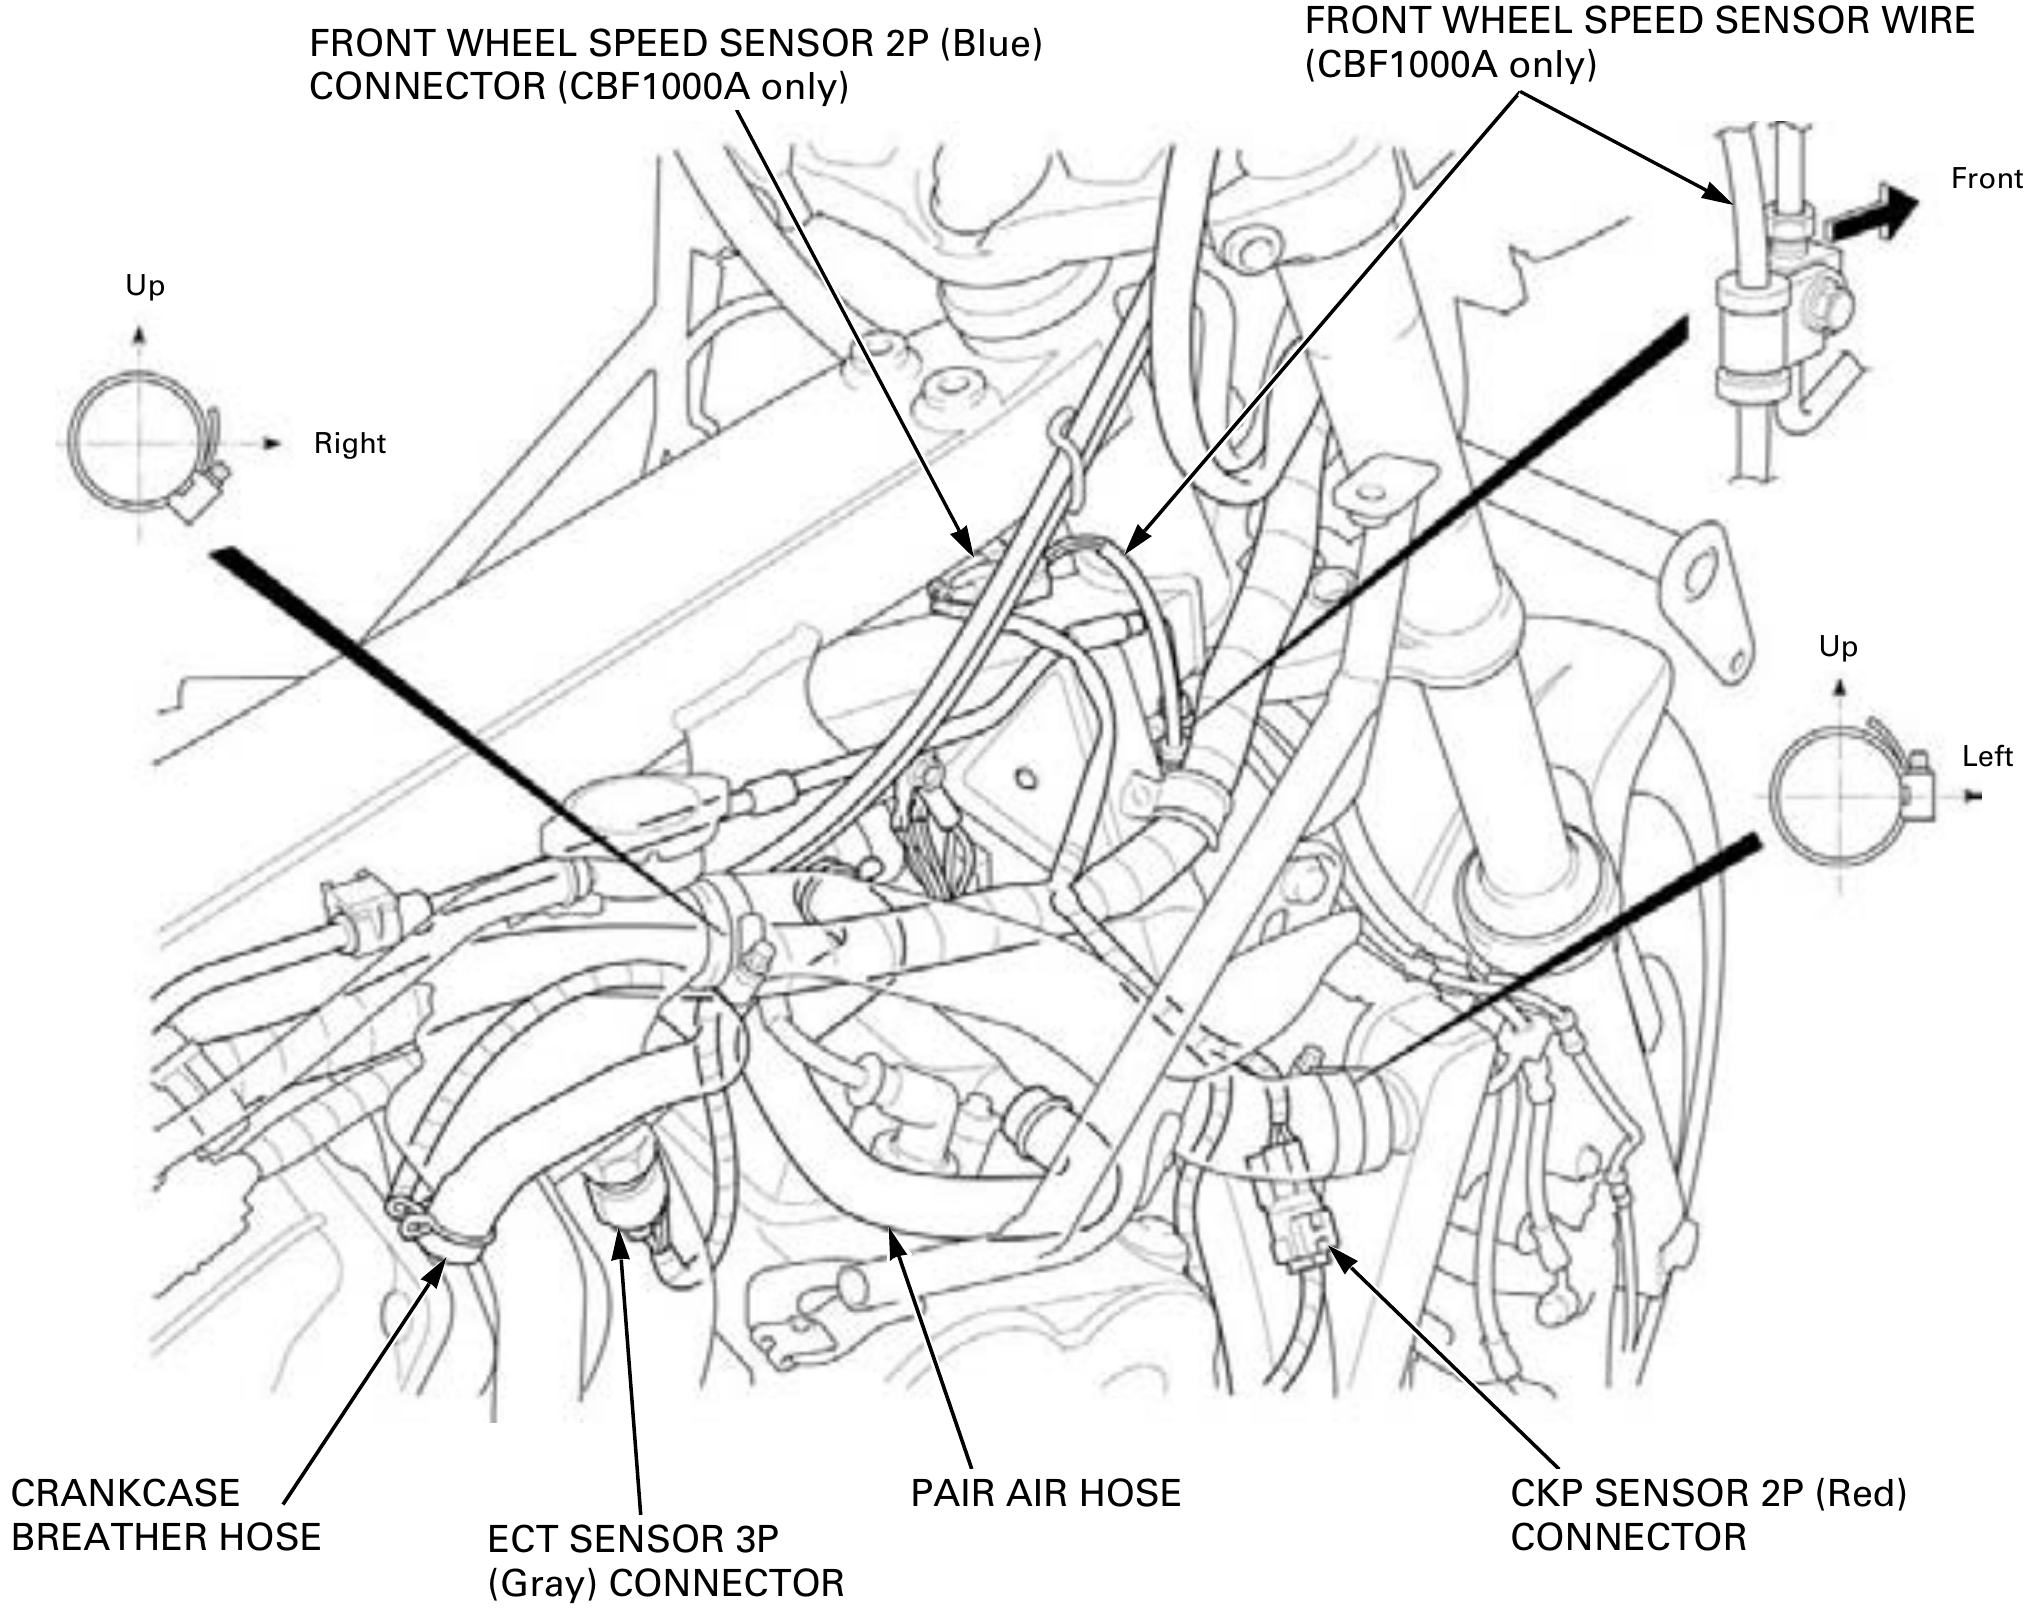 FRONT WHEEL SPEED SENSOR 2P (Blue)
CONNECTOR (CBF1000A only)
FRONT WHEEL SPEED SENSOR WIRE
(CBF1000A only)
Front
Up
Right
Up
Left
CRANKCASE
BREATHER HOSE
ECT SENSOR 3P
(Gray) CONNECTOR
PAIR AIR HOSE
CKP SENSOR 2P (Red)
CONNECTOR